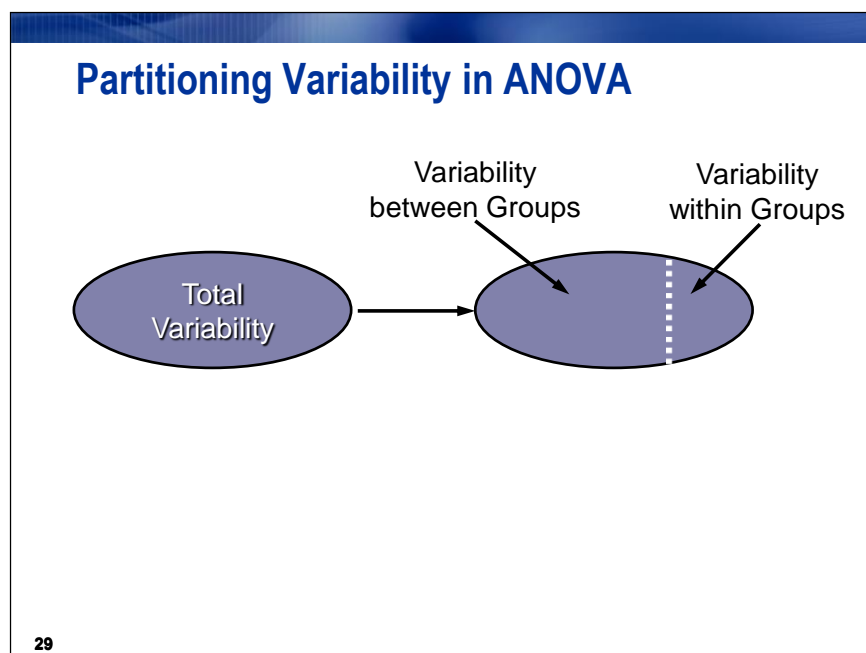 Partitioning Variability in ANOVA
Variability
between Groups
Variability
within Groups
Total
Variability
29